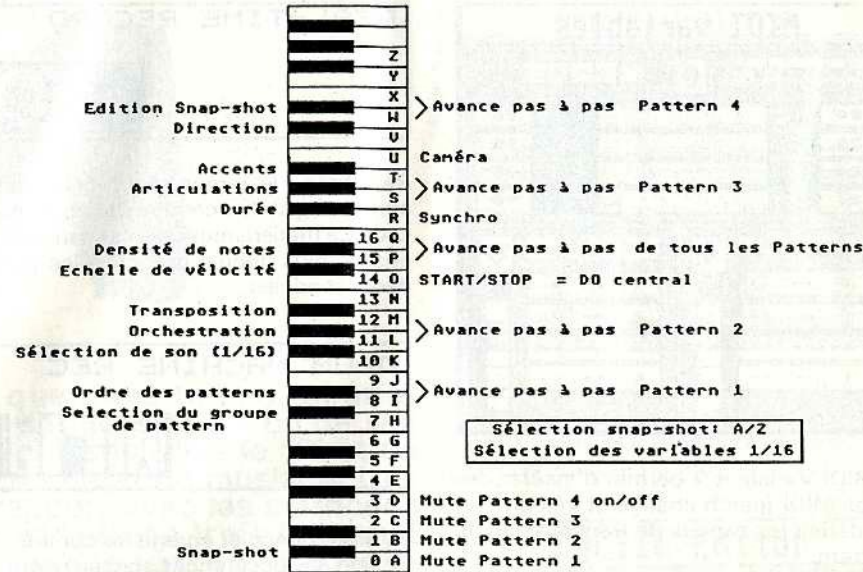 MIDI variables
TIME RECORD
Z
Y
X
Edition Snap-shot
Avance pas à pas Pattern 4
W
Direction
V
U Caméra
Accents
T
Articulations
Avance pas à pas Pattern 3
S
Durée
R Synchro
16 Q
Densité de notes
Avance pas à pas de tous les Patterns
15 P
Echelle de vélocité
14 O START/STOP = DO central
13 N
Transposition
12 M
Orchestration
Avance pas à pas Pattern 2
11 L
Sélection de son (1/16)
10 K
9 J
Ordre des patterns
Avance pas à pas Pattern 1
8 I
Selection du groupe
de pattern
7 H
Sélection snap-shot: A/Z
6 G
Sélection des variables 1/16
5 F
4 E
3 D Mute Pattern 4 on/off
2 C Mute Pattern 3
1 B Mute Pattern 2
Snap-shot
0 A Mute Pattern 1